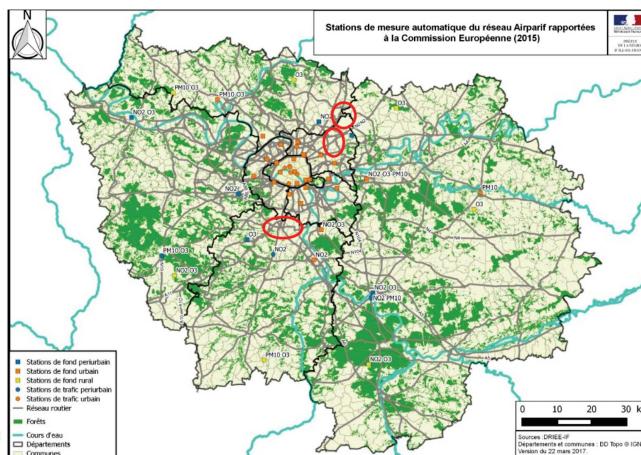 Stations de mesure automatique du réseau Airparif rapportées
à la Commission Européenne (2015)
N
O3
PM10 O3
PM10 O3
O3
NO2 O3
NO2
NO2 O3 PM10
PM10
O3
NO2
NO2 O3
O3
NO2
NO2
PM10 O3
NO2 O3
NO2 O3
NO2 PM10
PM10 O3
NO2 O3
Stations de fond periurbain
Stations de fond urbain
Stations de fond rural
Stations de trafic periurbain
Stations de trafic urbain
Réseau routier
Forêts
Cours d'eau
Départements
Communes
0 10 20 30 k
Sources :DRIEE-IF
Départements et communes : BD Topo @ IGN
Version du 22 mars 2017.